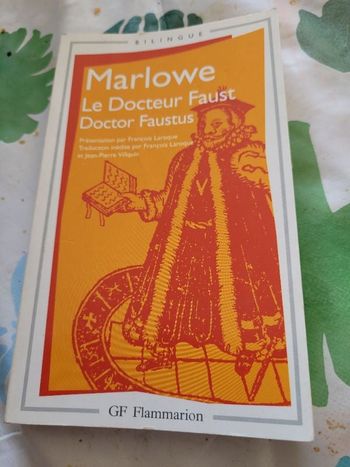 BILINGUE
Marlowe
Le Docteur Faust
Doctor Faustus
Présentation par François Laroque
Traduction inédite par François Laroque
et Jean-Pierre Villquin
GF Flammarion